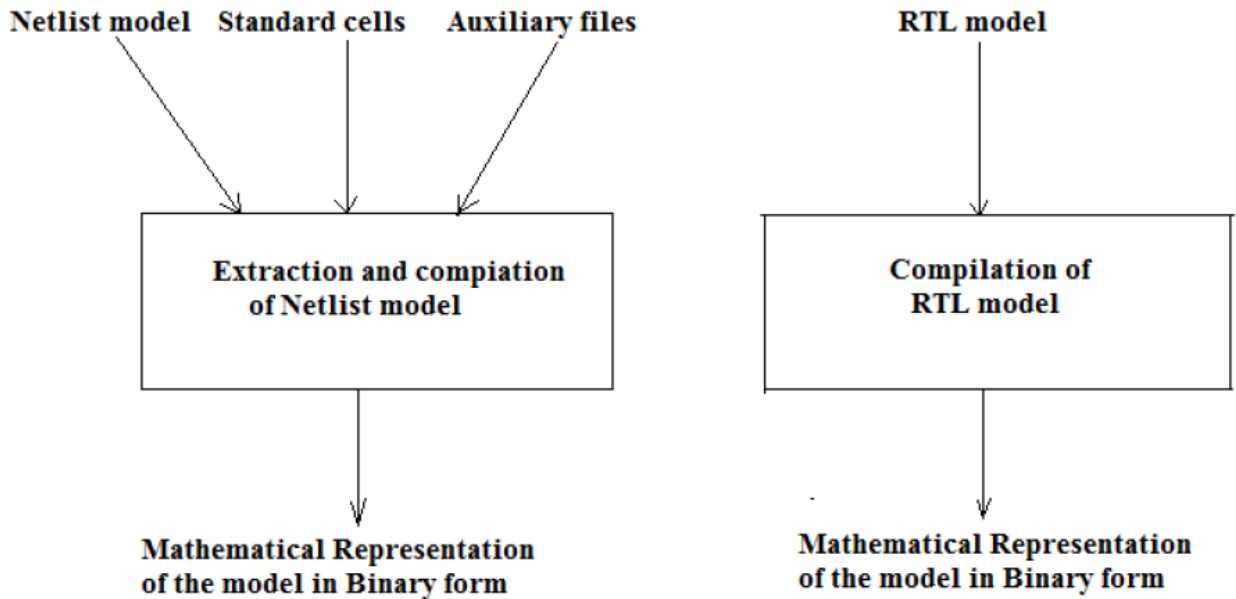 Netlist model
Standard cells
Auxiliary files
RTL model
Extraction and compiation
of Netlist model
Compilation of
RTL model
Mathematical Representation
of the model in Binary form
Mathematical Representation
of the model in Binary form